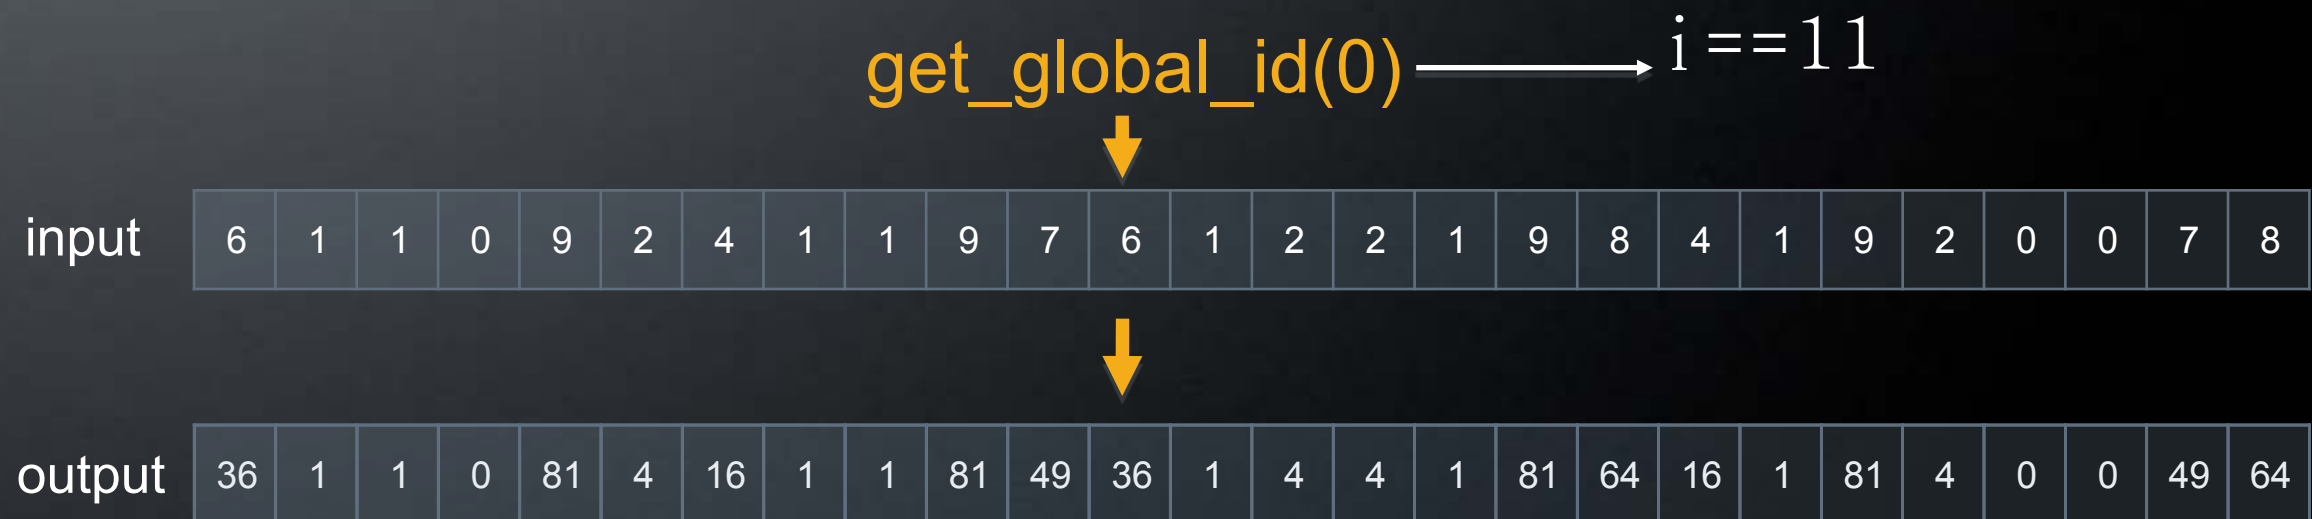 get_global_id(0) i==11
input 6 1 1 0 9 2 4 1 1 9 7 6 1 2 2 1 9 8 4 1 9 2 0 0 7 8
output 36 1 1 0 81 4 16 1 1 81 49 36 1 4 4 1 81 64 16 1 81 4 0 0 49 64